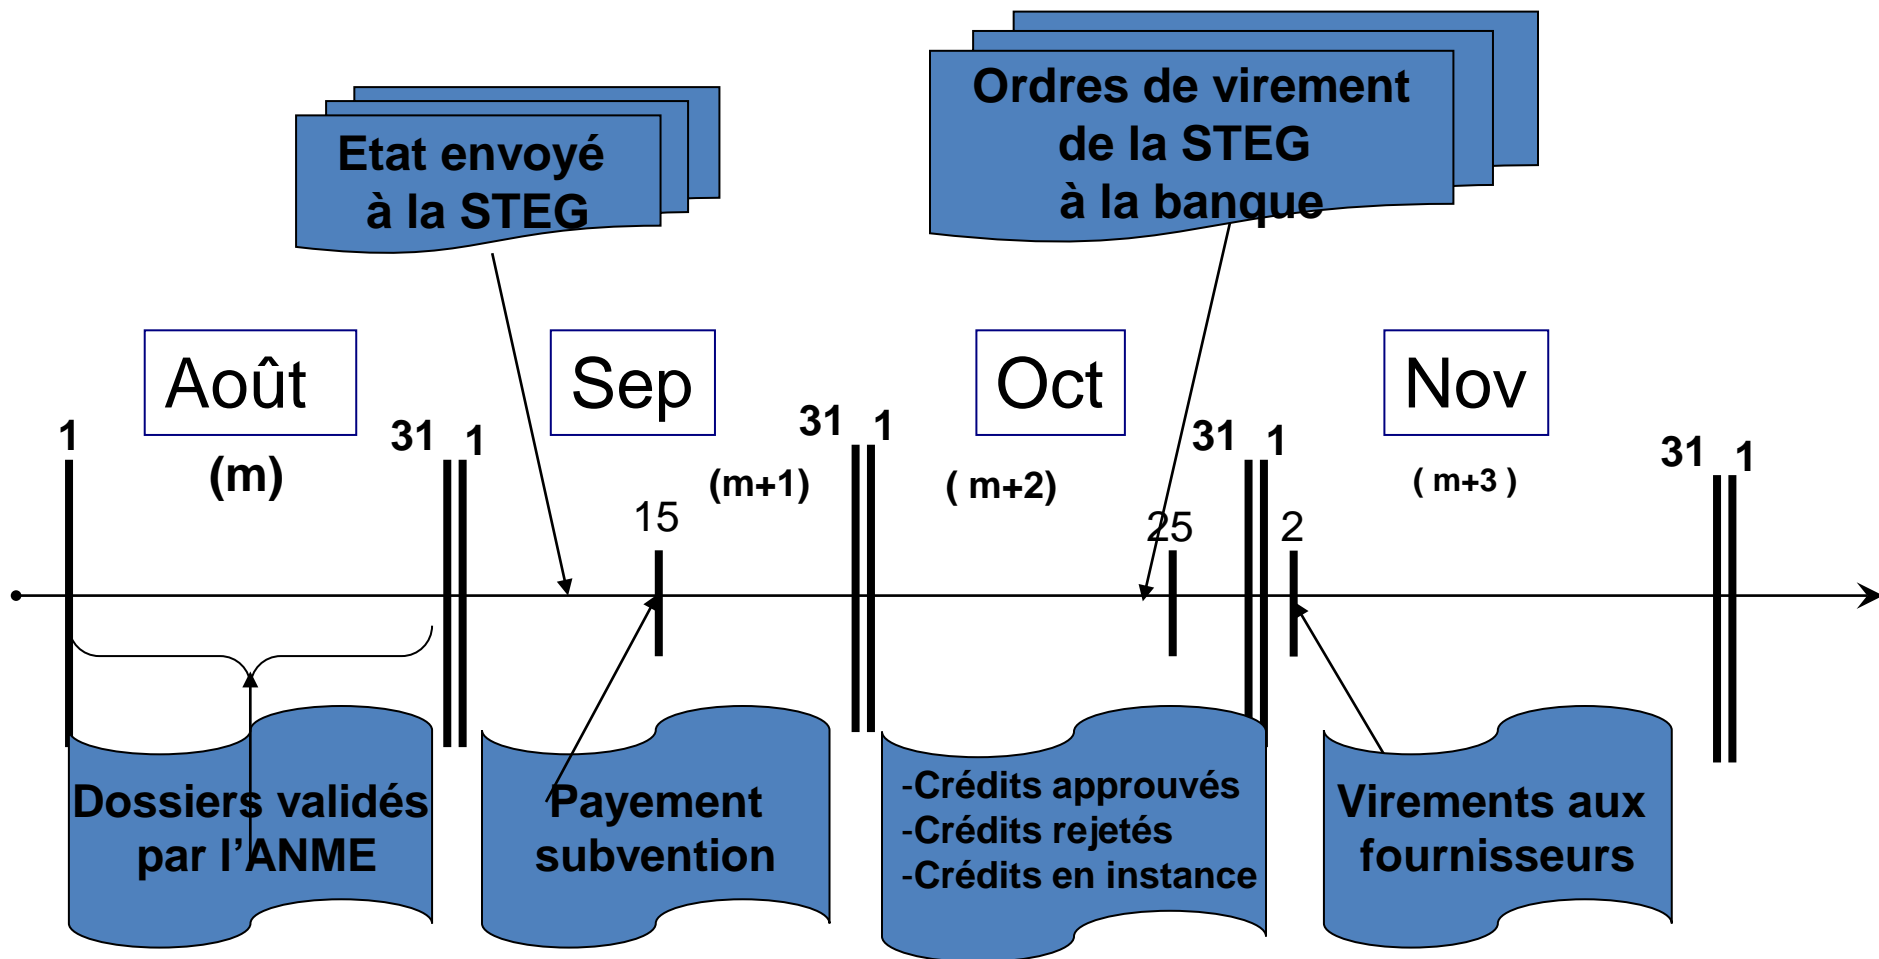 Etat envoyé
à la STEG
Ordres de virement
de la STEG
à la banque
Août
Sep
Oct
Nov
1
31
1
31
1
31
1
31
1
(m)
(m+1)
( m+2)
( m+3 )
15
25
2
Dossiers validés
par l’ANME
Payement
subvention
-Crédits approuvés
-Crédits rejetés
-Crédits en instance
Virements aux
fournisseurs